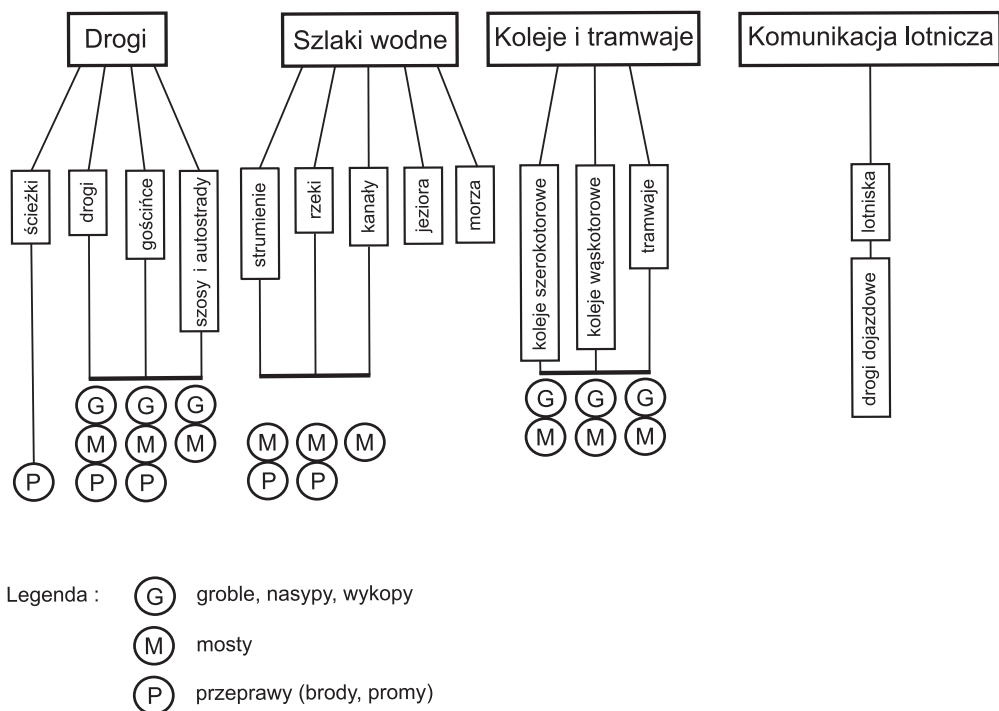 Drogi
Szlaki wodne
Koleje i tramwaje
Komunikacja lotnicza
ścieżki
drogi
gościńce
szosy i autostrady
strumienie
rzeki
kanały
jeziora
morza
koleje szerokotorowe
koleje wąskotorowe
tramwaje
lotniska
drogi dojazdowe
G G G
M M M
P P P
M M M
P P
G G G
M M M
Legenda :
G groble, nasypy, wykopy
M mosty
P przeprawy (brody, promy)